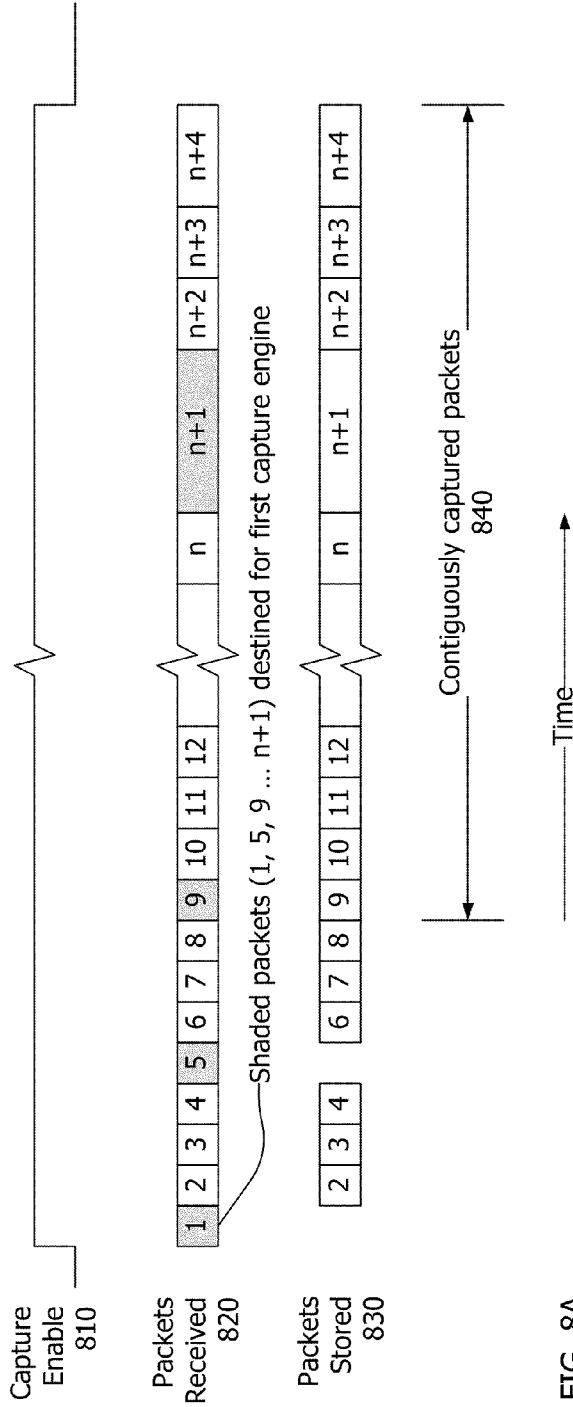 Capture
Enable
810
Packets
Received
820
1 2 3 4 5 6 7 8 9 10 11 12 n n+1 n+2 n+3 n+4
Shaded packets (1, 5, 9 ... n+1) destined for first capture engine
Packets
Stored
830
2 3 4 6 7 8 9 10 11 12 n n+1 n+2 n+3 n+4
Contiguously captured packets
840
Time
FIG. 8A